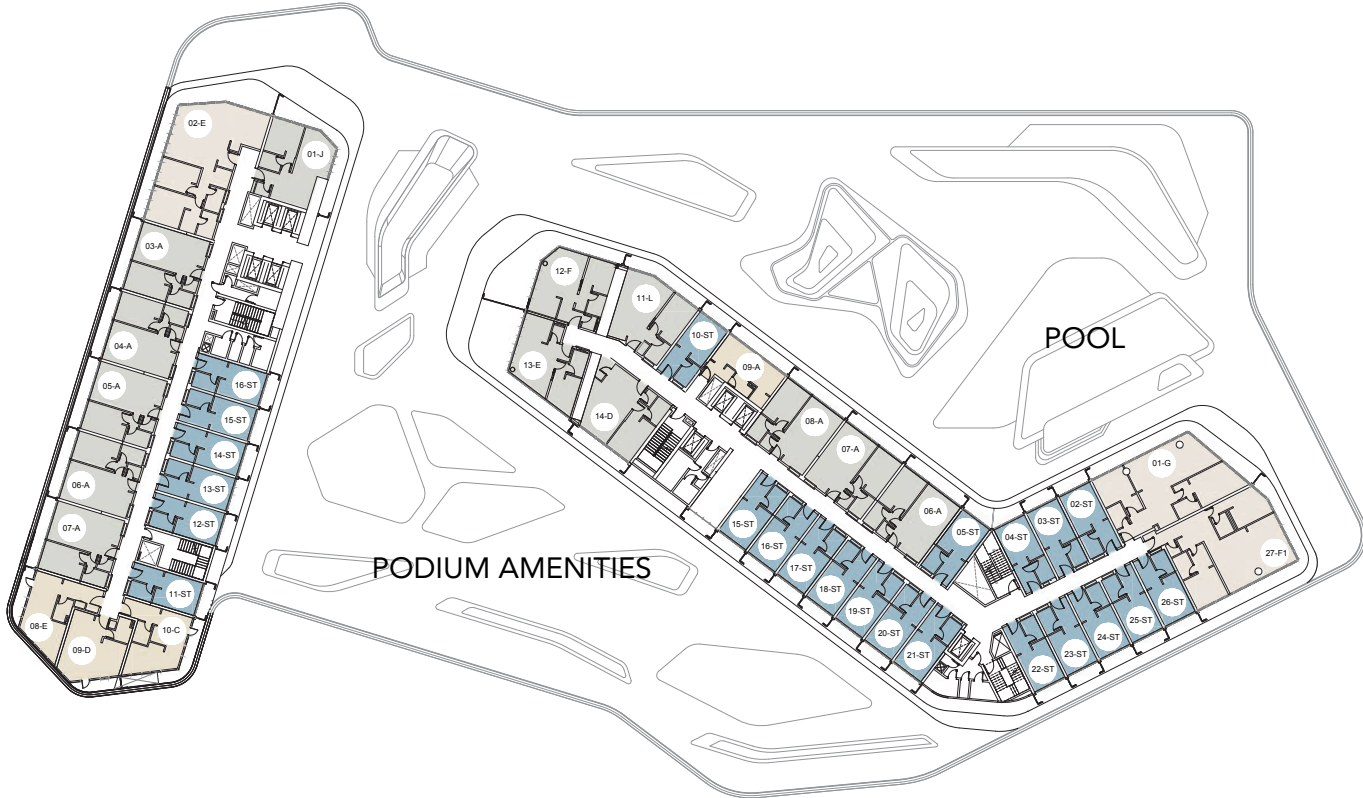 02-E
01-J
03-A
04-A
05-A
06-A
07-A
08-E
09-D
10-C
16-ST
15-ST
14-ST
13-ST
12-ST
11-ST
12-F
11-L
10-ST
13-E
09-A
14-D
08-A
07-A
06-A
05-ST
04-ST
03-ST
02-ST
01-G
27-F1
15-ST
16-ST
17-ST
18-ST
19-ST
20-ST
21-ST
22-ST
23-ST
24-ST
25-ST
26-ST
POOL
PODIUM AMENITIES